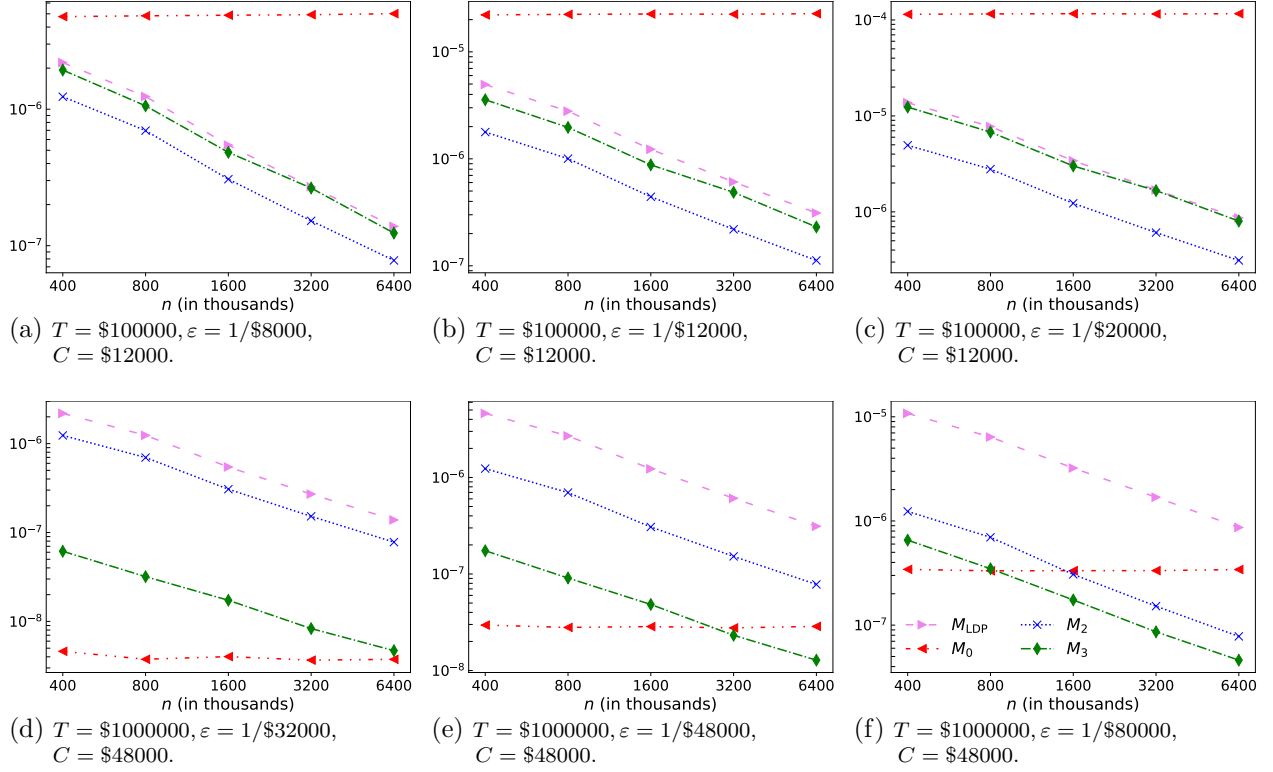 10⁻⁶
10⁻⁷
400 800 1600 3200 6400
n (in thousands)
(a) T = $100000, ε = 1/$8000,
C = $12000.
10⁻⁵
10⁻⁶
10⁻⁷
400 800 1600 3200 6400
n (in thousands)
(b) T = $100000, ε = 1/$12000,
C = $12000.
10⁻⁴
10⁻⁵
10⁻⁶
400 800 1600 3200 6400
n (in thousands)
(c) T = $100000, ε = 1/$20000,
C = $12000.
10⁻⁶
10⁻⁷
10⁻⁸
400 800 1600 3200 6400
n (in thousands)
(d) T = $1000000, ε = 1/$32000,
C = $48000.
10⁻⁶
10⁻⁷
10⁻⁸
400 800 1600 3200 6400
n (in thousands)
(e) T = $1000000, ε = 1/$48000,
C = $48000.
10⁻⁵
10⁻⁶
10⁻⁷
M_LDP M₂
M₀ M₃
400 800 1600 3200 6400
n (in thousands)
(f) T = $1000000, ε = 1/$80000,
C = $48000.